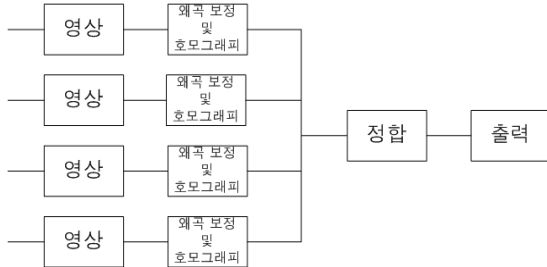 영상
왜곡 보정
및
호모그래피
영상
왜곡 보정
및
호모그래피
영상
왜곡 보정
및
호모그래피
영상
왜곡 보정
및
호모그래피
정합
출력